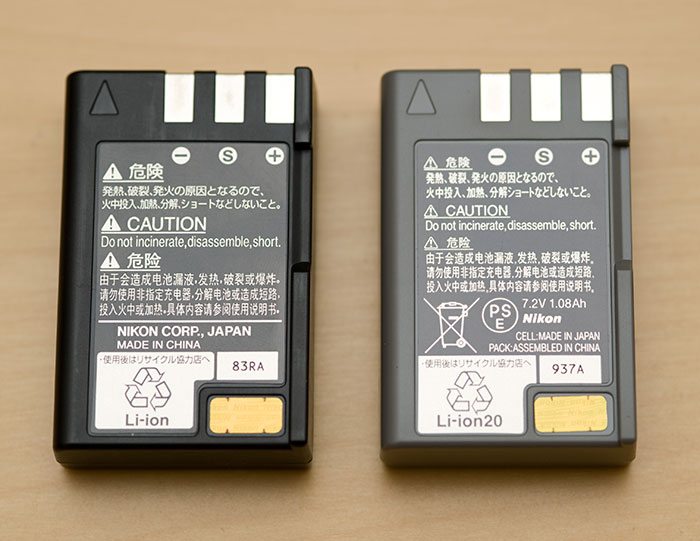 − S +
危険
発熱、破裂、発火の原因となるので、
火中投入、加熱、分解、ショートなどしないこと。
CAUTION
Do not incinerate, disassemble, short.
危险
由于会造成电池漏液，发热，破裂或爆炸。
请勿使用非指定充电器，分解电池或造成短路，
投入火中或加热。具体内容请参阅使用说明书。
NIKON CORP., JAPAN
MADE IN CHINA
使用後はリサイクル協力店へ
Li-ion
83RA
− S +
危険
発熱、破裂、発火の原因となるので、
火中投入、加熱、分解、ショートなどしないこと。
CAUTION
Do not incinerate, disassemble, short.
危险
由于会造成电池漏液，发热，破裂或爆炸。
请勿使用非指定充电器，分解电池或造成短路，
投入火中或加热。具体内容请参阅使用说明书。
7.2V 1.08Ah
PSE
Nikon
CELL:MADE IN JAPAN
PACK:ASSEMBLED IN CHINA
使用後はリサイクル協力店へ
Li-ion20
937A